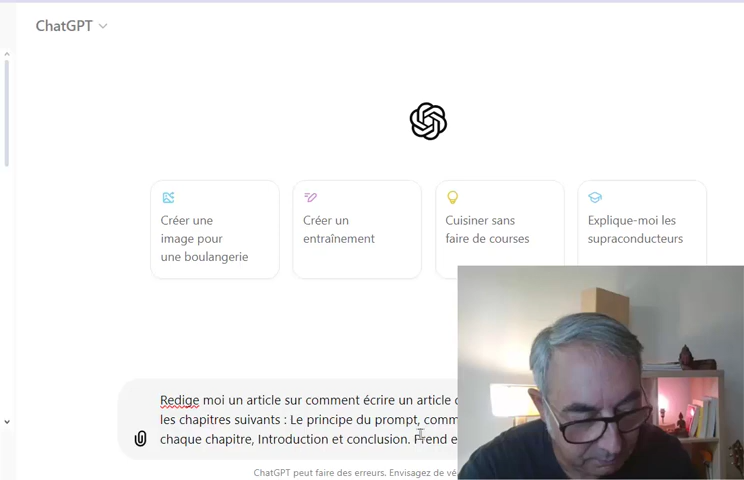 ChatGPT
Créer une
image pour
une boulangerie
Créer un
entraînement
Cuisiner sans
faire de courses
Explique-moi les
supraconducteurs
Redige moi un article sur comment écrire un article
les chapitres suivants : Le principe du prompt, comm
chaque chapitre, Introduction et conclusion. Prend e
ChatGPT peut faire des erreurs. Envisagez de vé